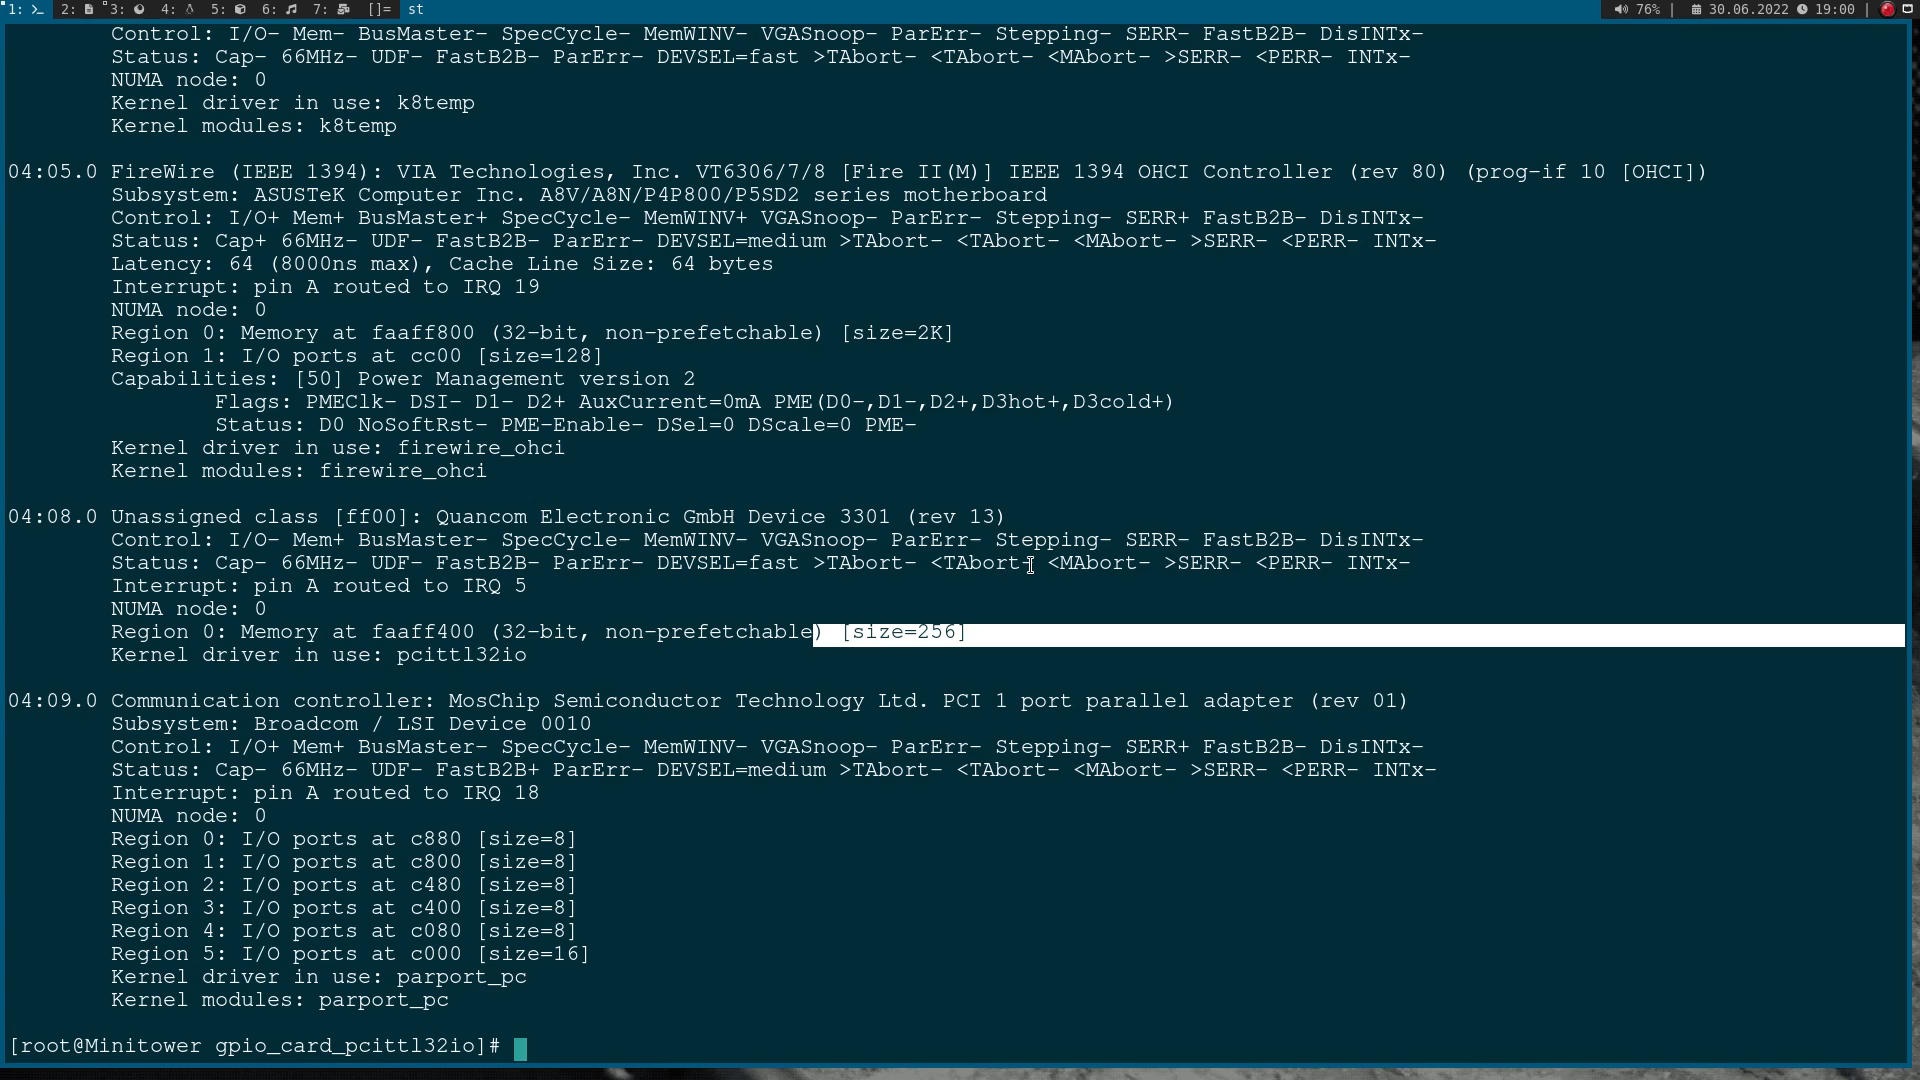 1: 2: 3: 4: 5: 6: 7: []= st 76% | 30.06.2022 19:00 |
Control: I/O- Mem- BusMaster- SpecCycle- MemWINV- VGASnoop- ParErr- Stepping- SERR- FastB2B- DisINTx-
Status: Cap- 66MHz- UDF- FastB2B- ParErr- DEVSEL=fast >TAbort- <TAbort- <MAbort- >SERR- <PERR- INTx-
NUMA node: 0
Kernel driver in use: k8temp
Kernel modules: k8temp
04:05.0 FireWire (IEEE 1394): VIA Technologies, Inc. VT6306/7/8 [Fire II(M)] IEEE 1394 OHCI Controller (rev 80) (prog-if 10 [OHCI])
Subsystem: ASUSTeK Computer Inc. A8V/A8N/P4P800/P5SD2 series motherboard
Control: I/O+ Mem+ BusMaster+ SpecCycle- MemWINV+ VGASnoop- ParErr- Stepping- SERR+ FastB2B- DisINTx-
Status: Cap+ 66MHz- UDF- FastB2B- ParErr- DEVSEL=medium >TAbort- <TAbort- <MAbort- >SERR- <PERR- INTx-
Latency: 64 (8000ns max), Cache Line Size: 64 bytes
Interrupt: pin A routed to IRQ 19
NUMA node: 0
Region 0: Memory at faaff800 (32-bit, non-prefetchable) [size=2K]
Region 1: I/O ports at cc00 [size=128]
Capabilities: [50] Power Management version 2
Flags: PMEClk- DSI- D1- D2+ AuxCurrent=0mA PME(D0-,D1-,D2+,D3hot+,D3cold+)
Status: D0 NoSoftRst- PME-Enable- DSel=0 DScale=0 PME-
Kernel driver in use: firewire_ohci
Kernel modules: firewire_ohci
04:08.0 Unassigned class [ff00]: Quancom Electronic GmbH Device 3301 (rev 13)
Control: I/O- Mem+ BusMaster- SpecCycle- MemWINV- VGASnoop- ParErr- Stepping- SERR- FastB2B- DisINTx-
Status: Cap- 66MHz- UDF- FastB2B- ParErr- DEVSEL=fast >TAbort- <TAbort- <MAbort- >SERR- <PERR- INTx-
Interrupt: pin A routed to IRQ 5
NUMA node: 0
Region 0: Memory at faaff400 (32-bit, non-prefetchable) [size=256]
Kernel driver in use: pcittl32io
04:09.0 Communication controller: MosChip Semiconductor Technology Ltd. PCI 1 port parallel adapter (rev 01)
Subsystem: Broadcom / LSI Device 0010
Control: I/O+ Mem+ BusMaster- SpecCycle- MemWINV- VGASnoop- ParErr- Stepping- SERR+ FastB2B- DisINTx-
Status: Cap- 66MHz- UDF- FastB2B+ ParErr- DEVSEL=medium >TAbort- <TAbort- <MAbort- >SERR- <PERR- INTx-
Interrupt: pin A routed to IRQ 18
NUMA node: 0
Region 0: I/O ports at c880 [size=8]
Region 1: I/O ports at c800 [size=8]
Region 2: I/O ports at c480 [size=8]
Region 3: I/O ports at c400 [size=8]
Region 4: I/O ports at c080 [size=8]
Region 5: I/O ports at c000 [size=16]
Kernel driver in use: parport_pc
Kernel modules: parport_pc
[root@Minitower gpio_card_pcittl32io]#